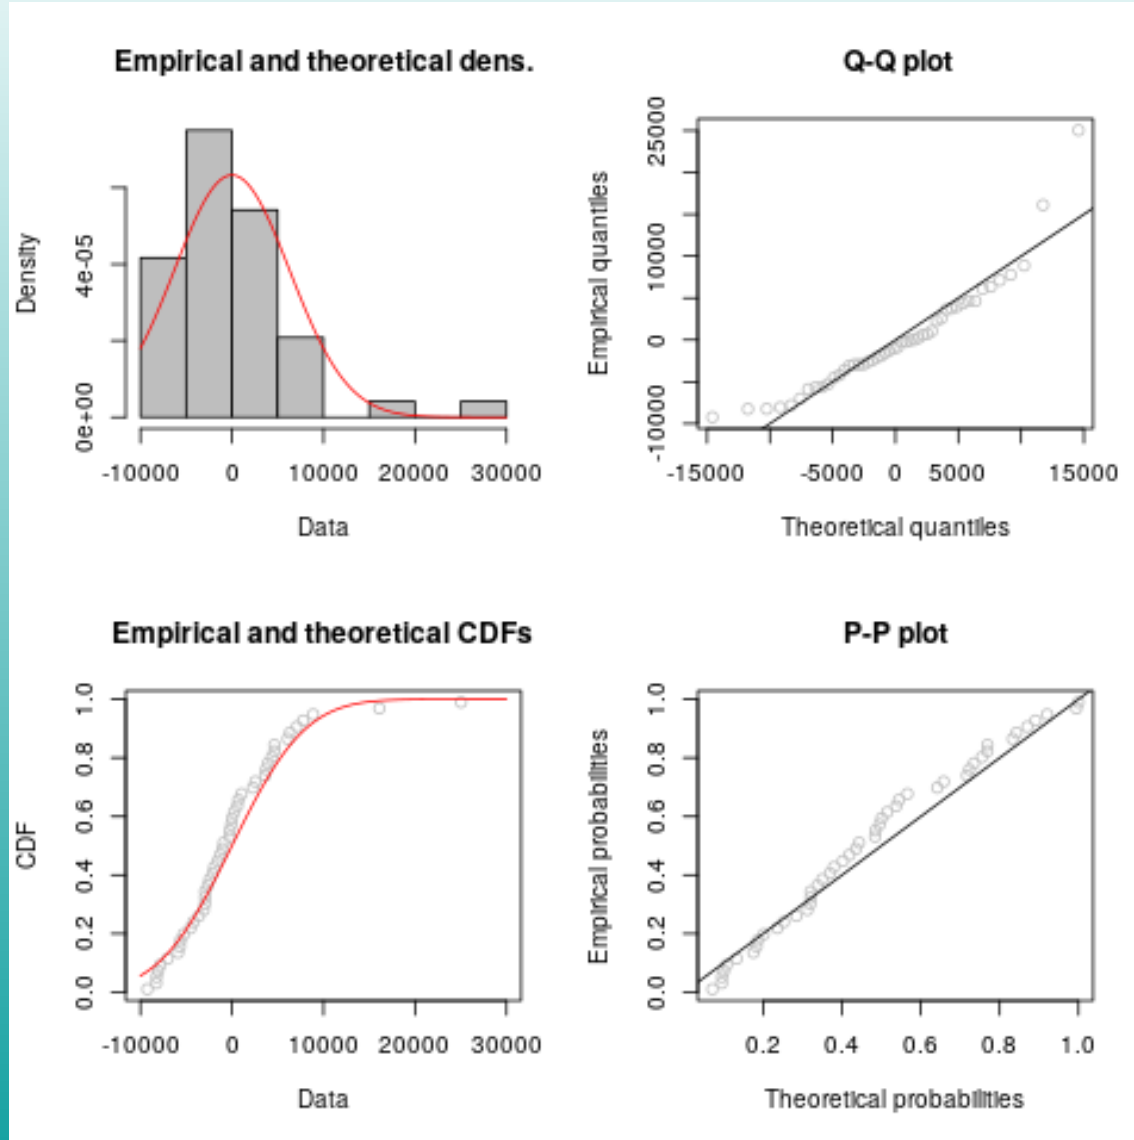 Empirical and theoretical dens.
Density
0e+00
4e-05
-10000 0 10000 20000 30000
Data
Q-Q plot
Empirical quantiles
-10000 0 10000 25000
-15000 -5000 0 5000 15000
Theoretical quantiles
Empirical and theoretical CDFs
CDF
0.0 0.2 0.4 0.6 0.8 1.0
-10000 0 10000 20000 30000
Data
P-P plot
Empirical probabilities
0.0 0.2 0.4 0.6 0.8 1.0
0.2 0.4 0.6 0.8 1.0
Theoretical probabilities